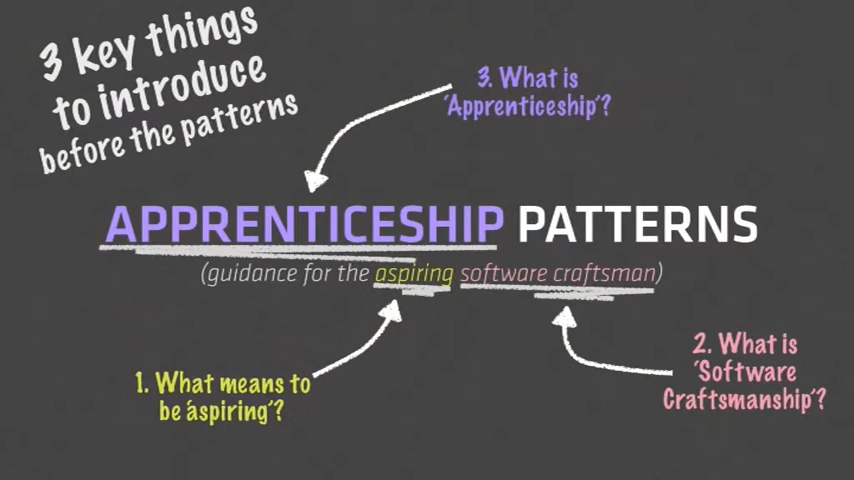 3 key things
to introduce
before the patterns
3. What is
'Apprenticeship'?
APPRENTICESHIP PATTERNS
(guidance for the aspiring software craftsman)
1. What means to
be 'aspiring'?
2. What is
'Software
Craftsmanship'?